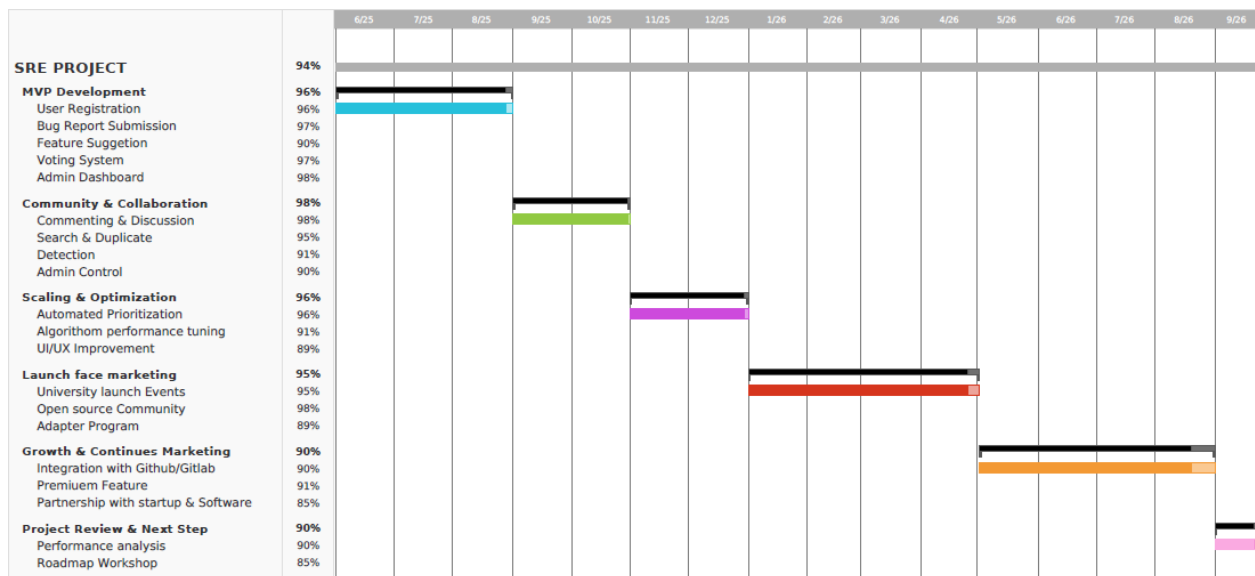 6/25 7/25 8/25 9/25 10/25 11/25 12/25 1/26 2/26 3/26 4/26 5/26 6/26 7/26 8/26 9/26
SRE PROJECT 94%
MVP Development 96%
User Registration 96%
Bug Report Submission 97%
Feature Suggetion 90%
Voting System 97%
Admin Dashboard 98%
Community & Collaboration 98%
Commenting & Discussion 98%
Search & Duplicate 95%
Detection 91%
Admin Control 90%
Scaling & Optimization 96%
Automated Prioritization 96%
Algorithom performance tuning 91%
UI/UX Improvement 89%
Launch face marketing 95%
University launch Events 95%
Open source Community 98%
Adapter Program 89%
Growth & Continues Marketing 90%
Integration with Github/Gitlab 90%
Premiuem Feature 91%
Partnership with startup & Software 85%
Project Review & Next Step 90%
Performance analysis 90%
Roadmap Workshop 85%